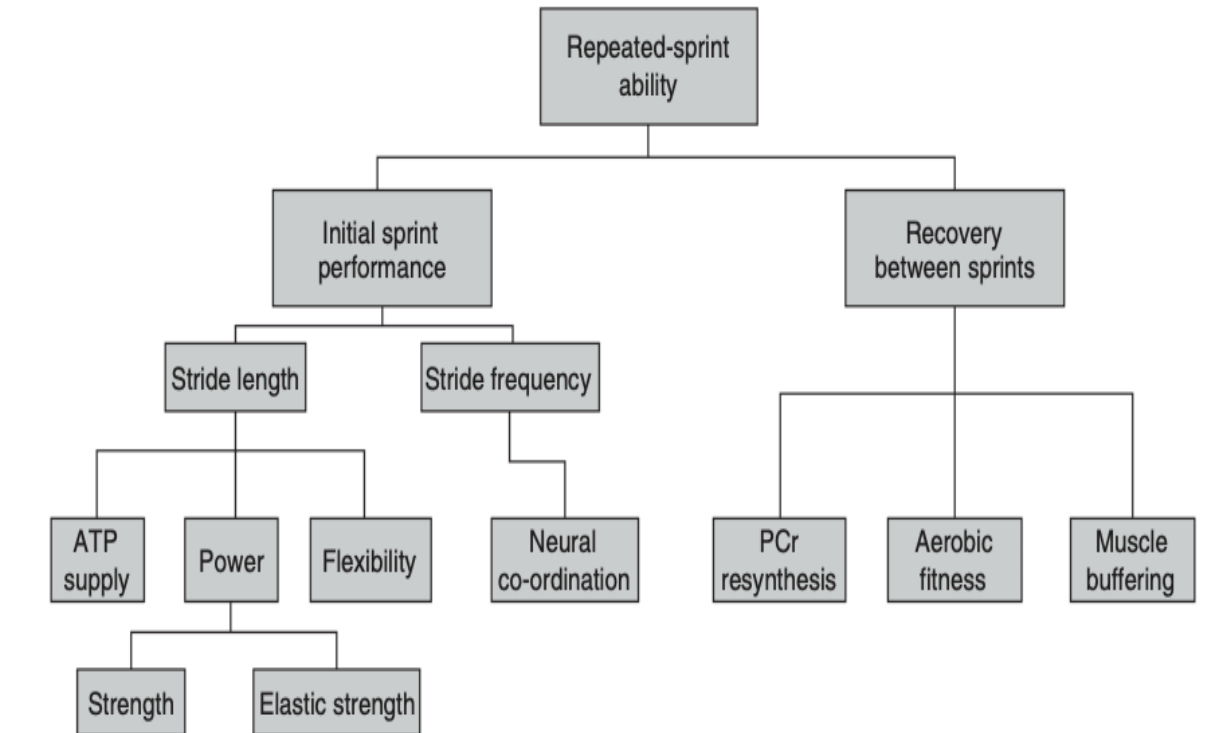 Repeated-sprint
ability
Initial sprint
performance
Recovery
between sprints
Stride length
Stride frequency
ATP
supply
Power
Flexibility
Neural
co-ordination
PCr
resynthesis
Aerobic
fitness
Muscle
buffering
Strength
Elastic strength